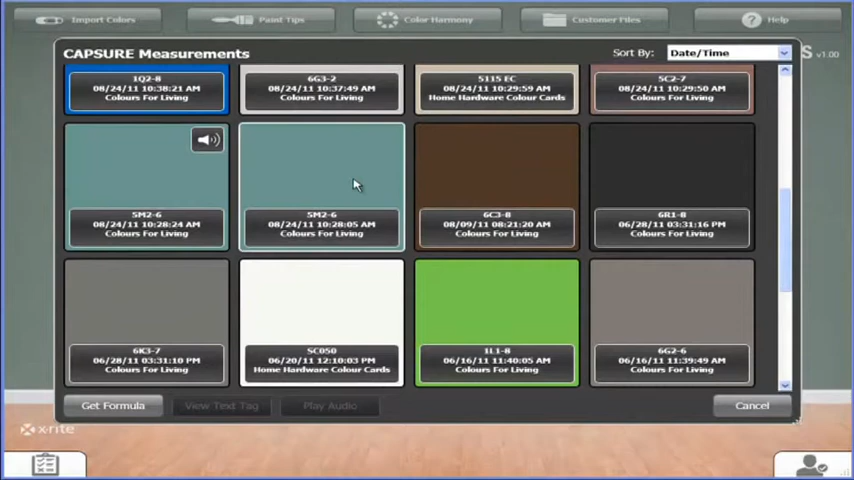 Import Colors
Paint Tips
Color Harmony
Customer Files
Help
CAPSURE Measurements
Sort By:
Date/Time
S v1.00
1Q2-8
08/24/11 10:38:21 AM
Colours For Living
6G3-2
08/24/11 10:37:49 AM
Colours For Living
5115 EC
08/24/11 10:29:59 AM
Home Hardware Colour Cards
5C2-7
08/24/11 10:29:50 AM
Colours For Living
5M2-6
08/24/11 10:28:24 AM
Colours For Living
5M2-6
08/24/11 10:28:05 AM
Colours For Living
6C3-8
08/09/11 08:21:20 AM
Colours For Living
6R1-8
06/28/11 03:31:16 PM
Colours For Living
6K3-7
06/28/11 03:31:10 PM
Colours For Living
SC050
06/20/11 12:10:03 PM
Home Hardware Colour Cards
1L1-8
06/16/11 11:40:05 AM
Colours For Living
6G2-6
06/16/11 11:39:49 AM
Colours For Living
Get Formula
View Text Tag
Play Audio
Cancel
x·rite